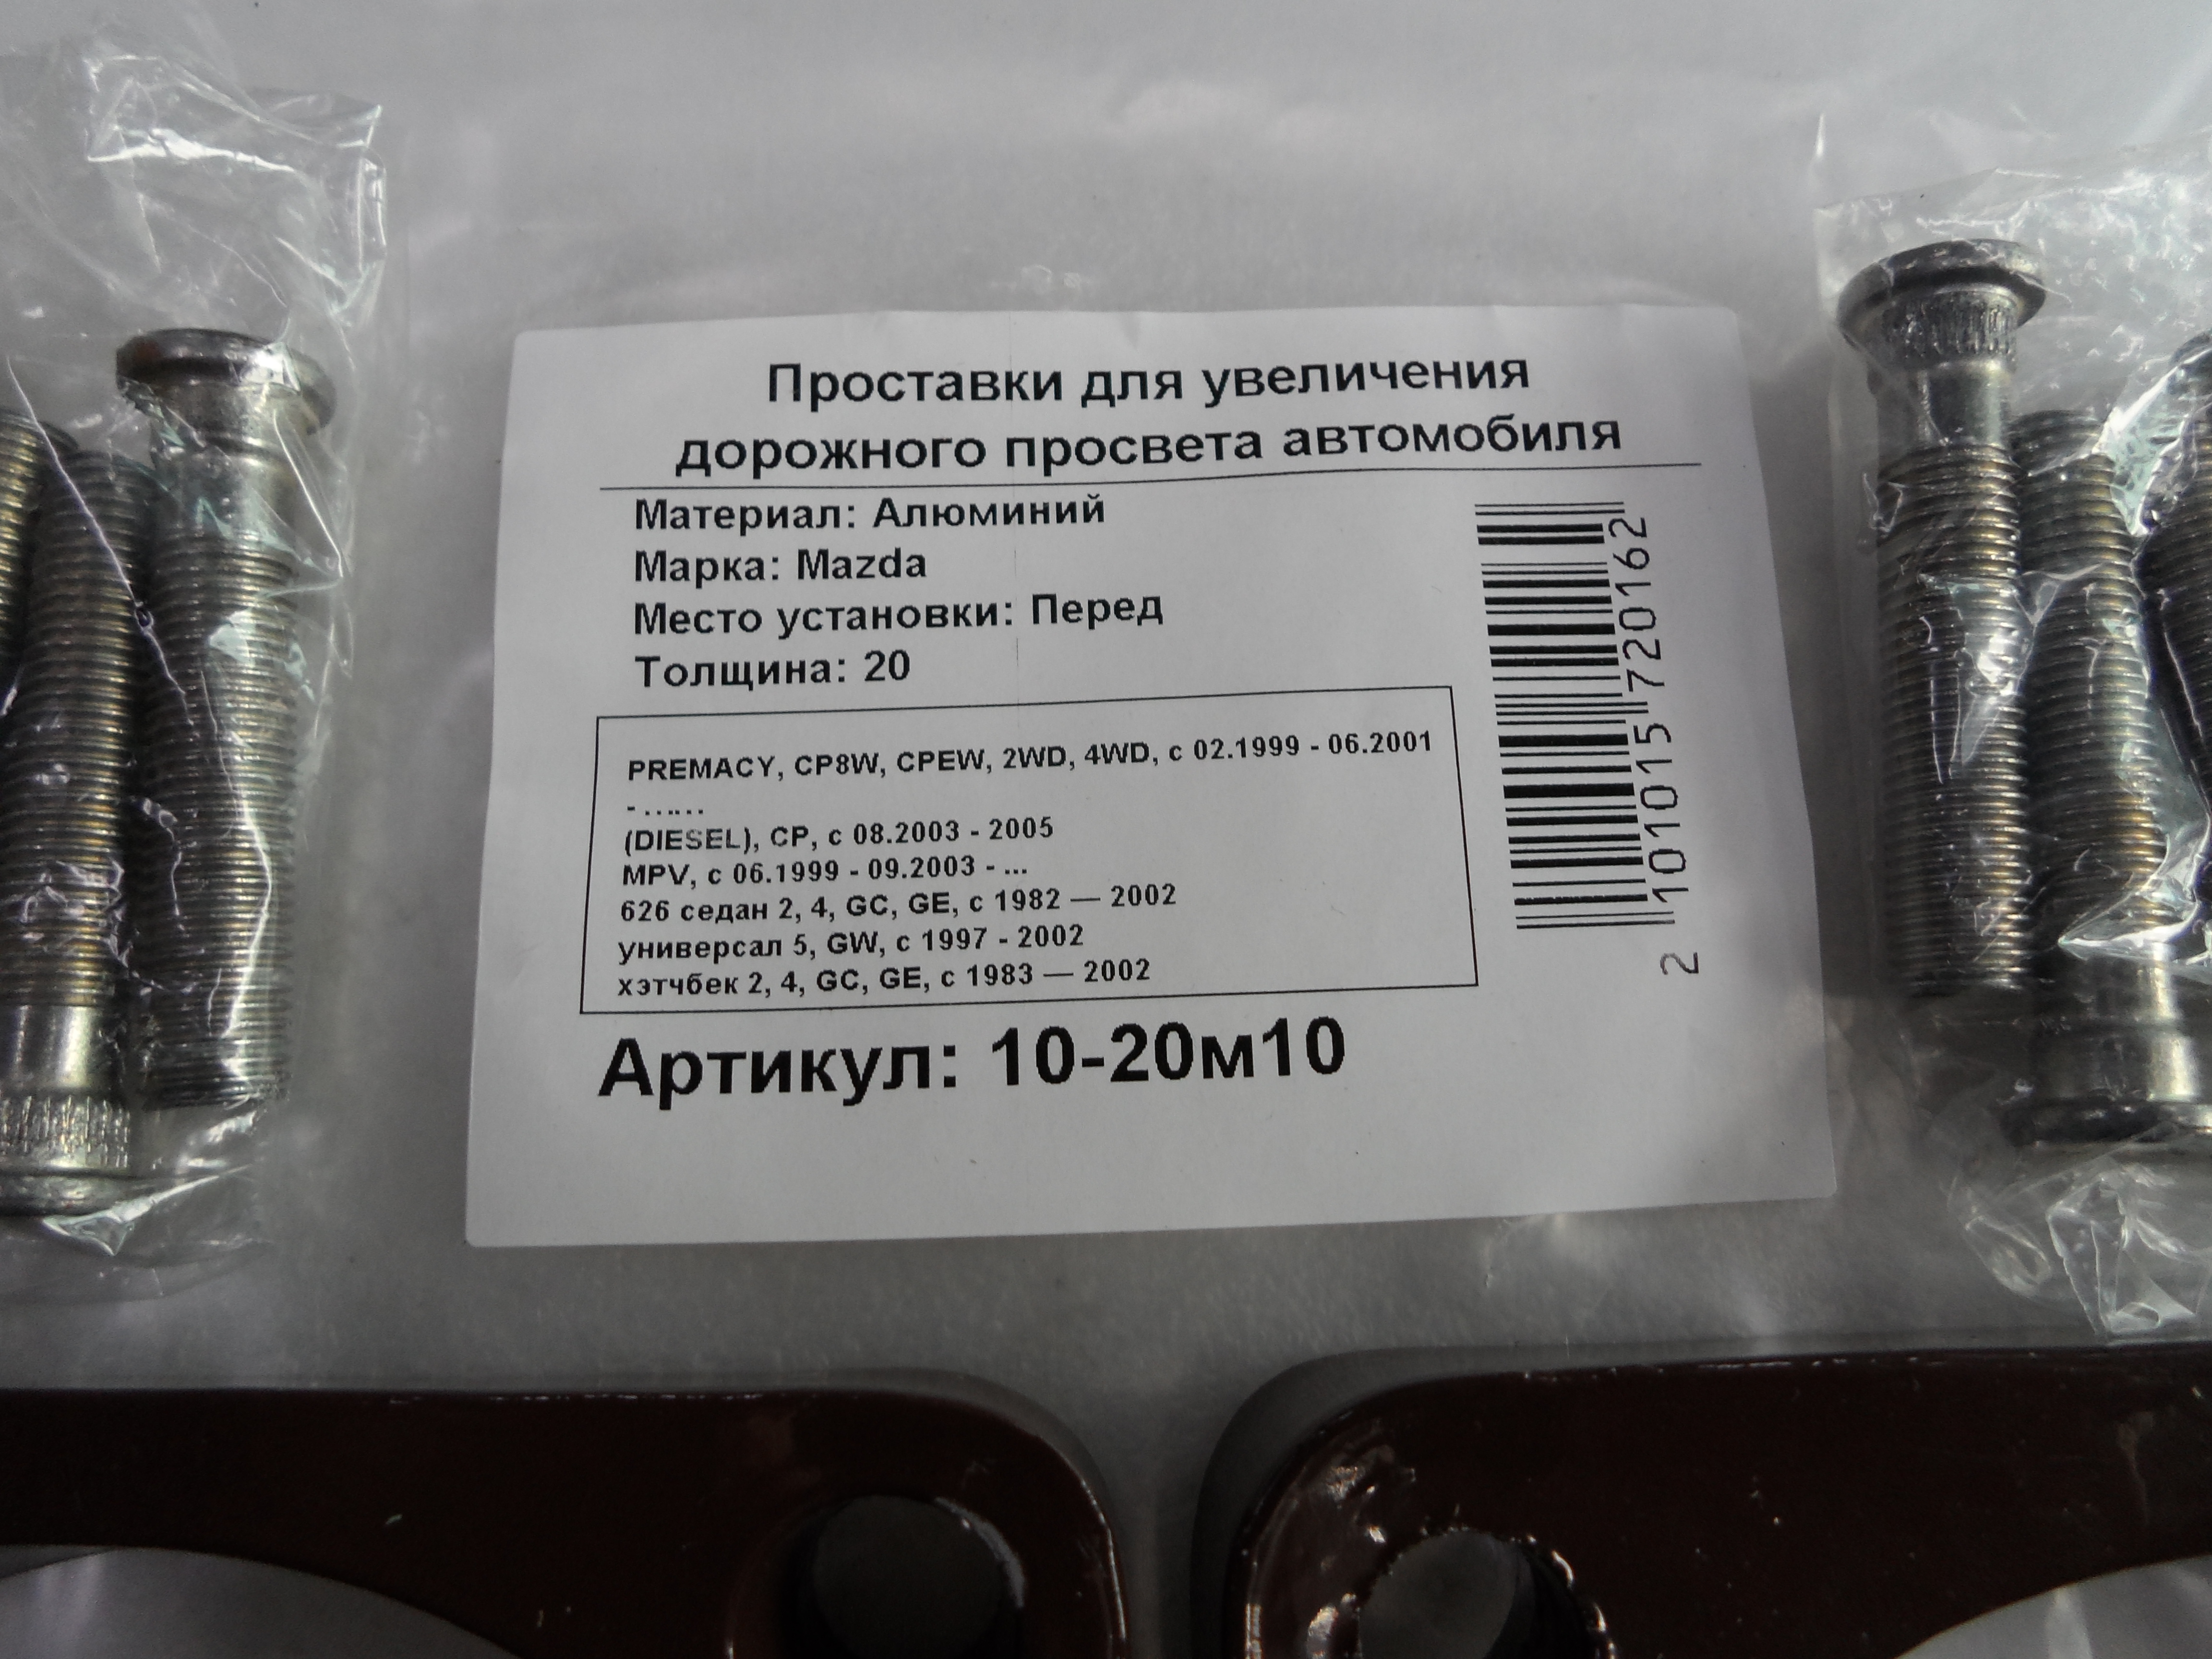 Проставки для увеличения
дорожного просвета автомобиля
Материал: Алюминий
Марка: Mazda
Место установки: Перед
Толщина: 20
PREMACY, CP8W, CPEW, 2WD, 4WD, с 02.1999 - 06.2001
- ......
(DIESEL), CP, с 08.2003 - 2005
MPV, с 06.1999 - 09.2003 - ...
626 седан 2, 4, GC, GE, с 1982 — 2002
универсал 5, GW, с 1997 - 2002
хэтчбек 2, 4, GC, GE, с 1983 — 2002
Артикул: 10-20м10
2 101015 720162